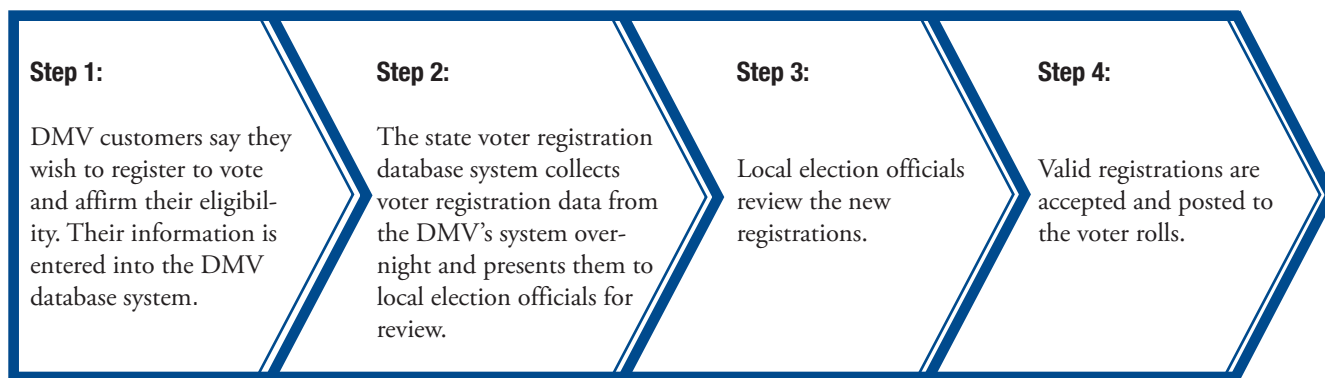 Step 1:
DMV customers say they
wish to register to vote
and affirm their eligibil-
ity. Their information is
entered into the DMV
database system.
Step 2:
The state voter registration
database system collects
voter registration data from
the DMV’s system over-
night and presents them to
local election officials for
review.
Step 3:
Local election officials
review the new
registrations.
Step 4:
Valid registrations are
accepted and posted to
the voter rolls.